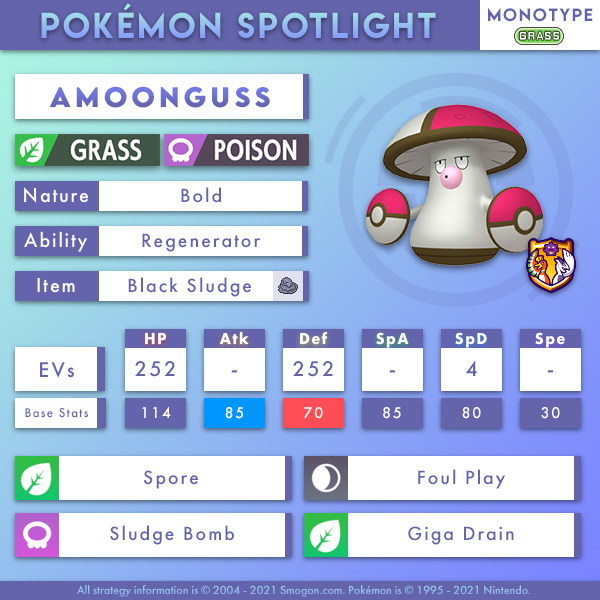 POKÉMON SPOTLIGHT
MONOTYPE
GRASS
AMOONGUSS
GRASS
POISON
Nature Bold
Ability Regenerator
Item Black Sludge
HP Atk Def SpA SpD Spe
EVs 252 - 252 - 4 -
Base Stats 114 85 70 85 80 30
Spore
Foul Play
Sludge Bomb
Giga Drain
All strategy information is © 2004 - 2021 Smogon.com. Pokémon is © 1995 - 2021 Nintendo.